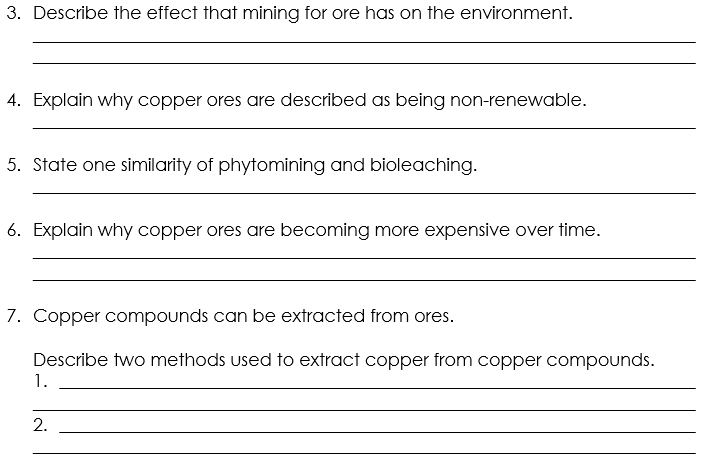 3. Describe the effect that mining for ore has on the environment.
4. Explain why copper ores are described as being non-renewable.
5. State one similarity of phytomining and bioleaching.
6. Explain why copper ores are becoming more expensive over time.
7. Copper compounds can be extracted from ores.
Describe two methods used to extract copper from copper compounds.
1.
2.